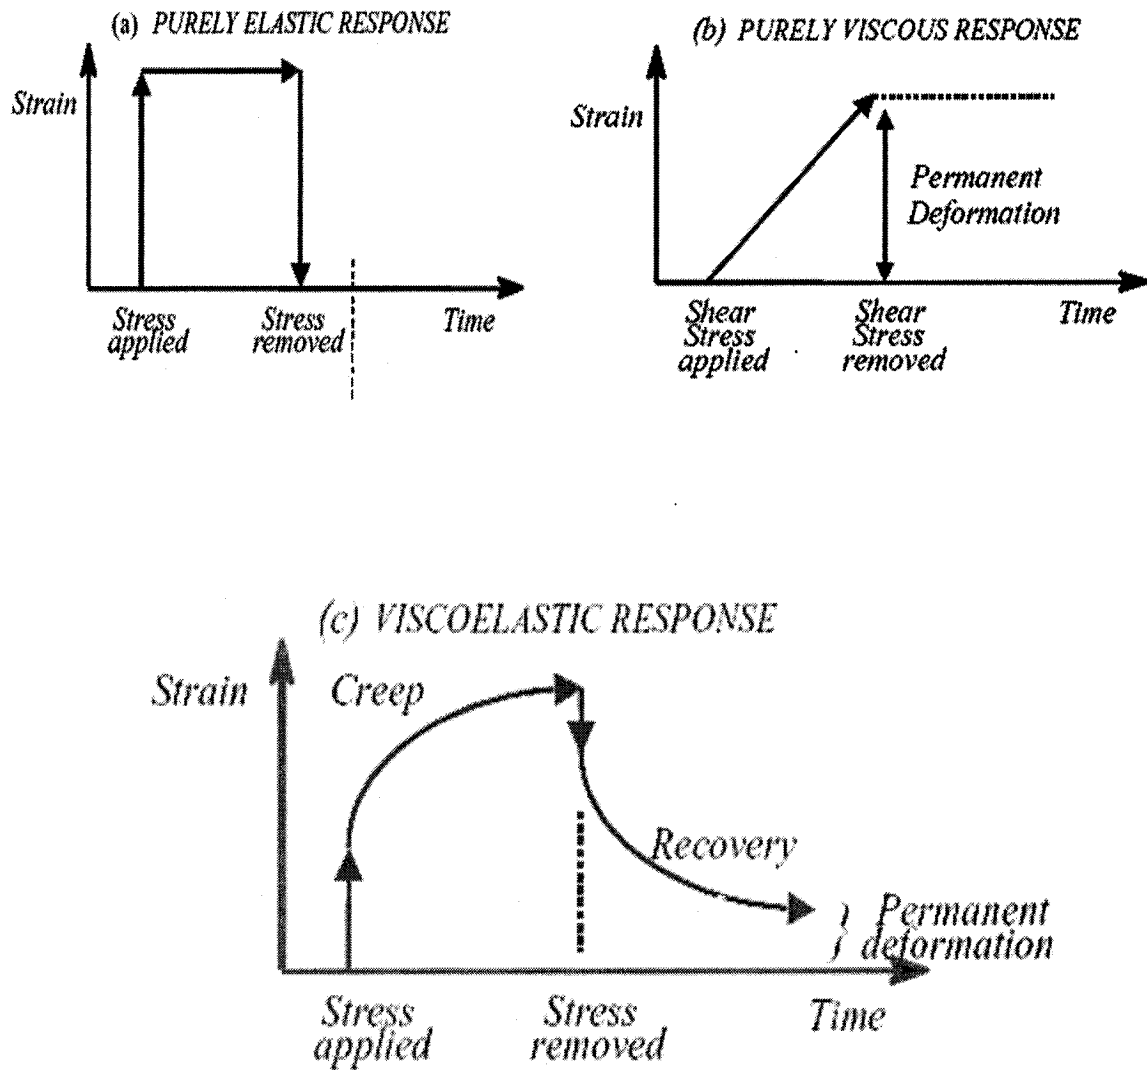 (a) PURELY ELASTIC RESPONSE
Strain
Stress
applied
Stress
removed
Time
(b) PURELY VISCOUS RESPONSE
Strain
Permanent
Deformation
Shear
Stress
applied
Shear
Stress
removed
Time
(c) VISCOELASTIC RESPONSE
Strain
Creep
Recovery
} Permanent
deformation
Stress
applied
Stress
removed
Time